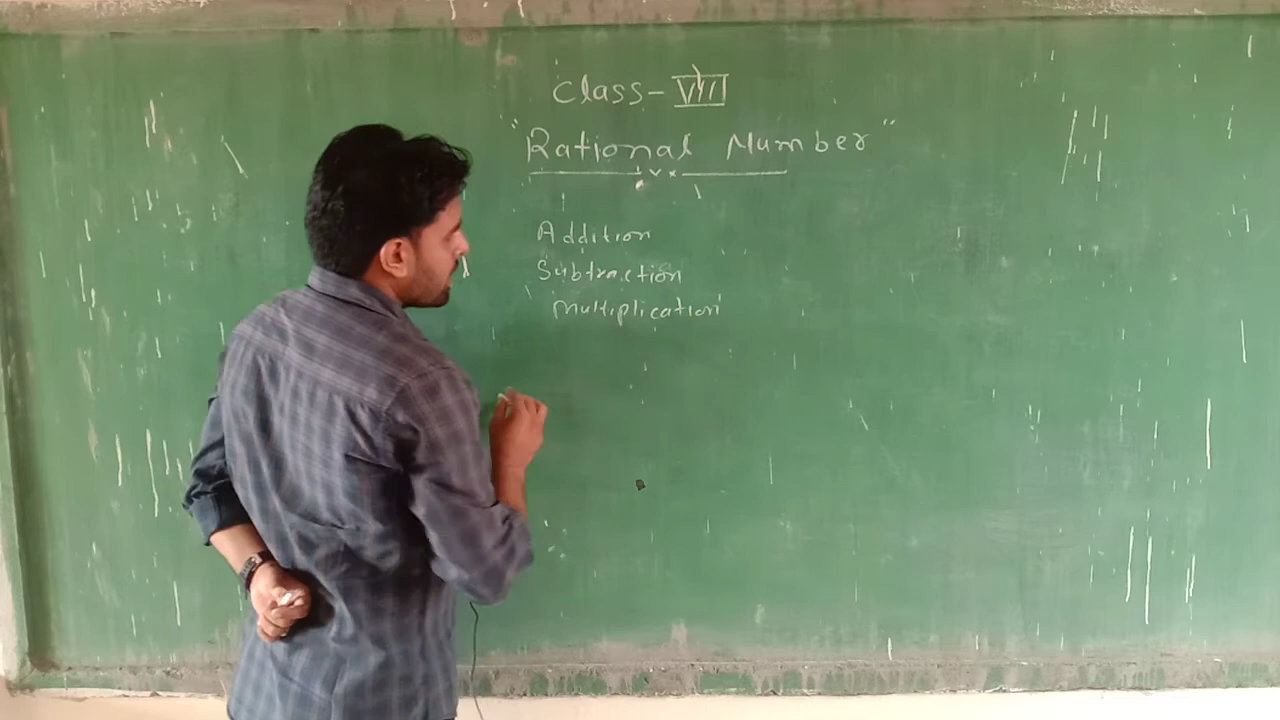 Class - VIII
"Rational Number"
Addition
Subtraction
Multiplication